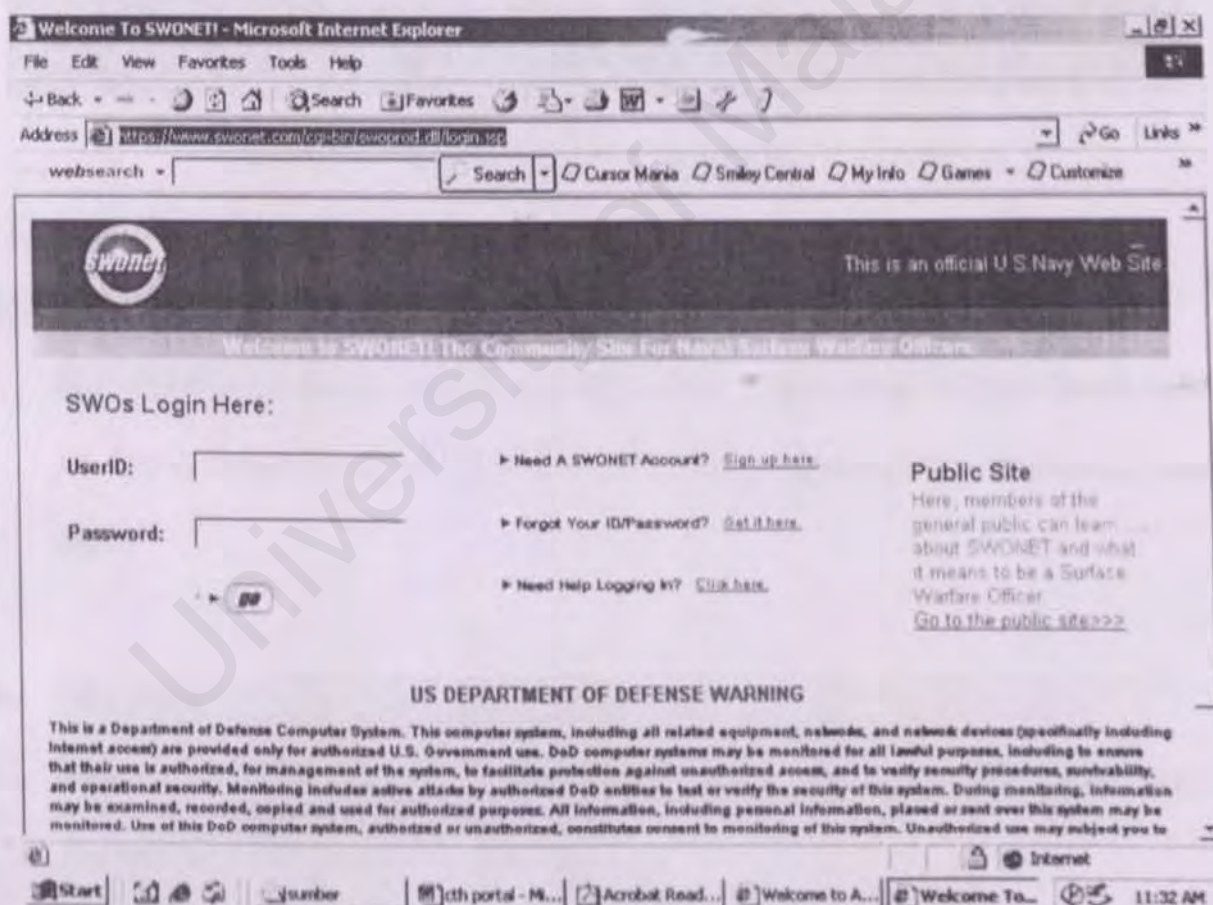 Welcome To SWONET! - Microsoft Internet Explorer
File Edit View Favorites Tools Help
Back Search Favorites
Address https://www.swonet.com/cgi-bin/swoprod.dll/login.jsp Go Links »
websearch Search Cursor Mania Smiley Central My Info Games Customize »
swonet
This is an official U S Navy Web Site
Welcome to SWONET! The Community Site For Naval Surface Warfare Officers
SWOs Login Here:
UserID:
Need A SWONET Account? Sign up here.
Password:
Forgot Your ID/Password? Get it here.
go
Need Help Logging In? Click here.
Public Site
Here, members of the
general public can learn
about SWONET and what
it means to be a Surface
Warfare Officer
Go to the public site>>>
US DEPARTMENT OF DEFENSE WARNING
This is a Department of Defense Computer System. This computer system, including all related equipment, networks, and network devices (specifically including
Internet access) are provided only for authorized U.S. Government use. DoD computer systems may be monitored for all lawful purposes, including to ensure
that their use is authorized, for management of the system, to facilitate protection against unauthorized access, and to verify security procedures, survivability,
and operational security. Monitoring includes active attacks by authorized DoD entities to test or verify the security of this system. During monitoring, information
may be examined, recorded, copied and used for authorized purposes. All information, including personal information, placed or sent over this system may be
monitored. Use of this DoD computer system, authorized or unauthorized, constitutes consent to monitoring of this system. Unauthorized use may subject you to
Internet
Start sumber cth portal - Mi... Acrobat Read... Welcome to A... Welcome To... 11:32 AM
University of Mala